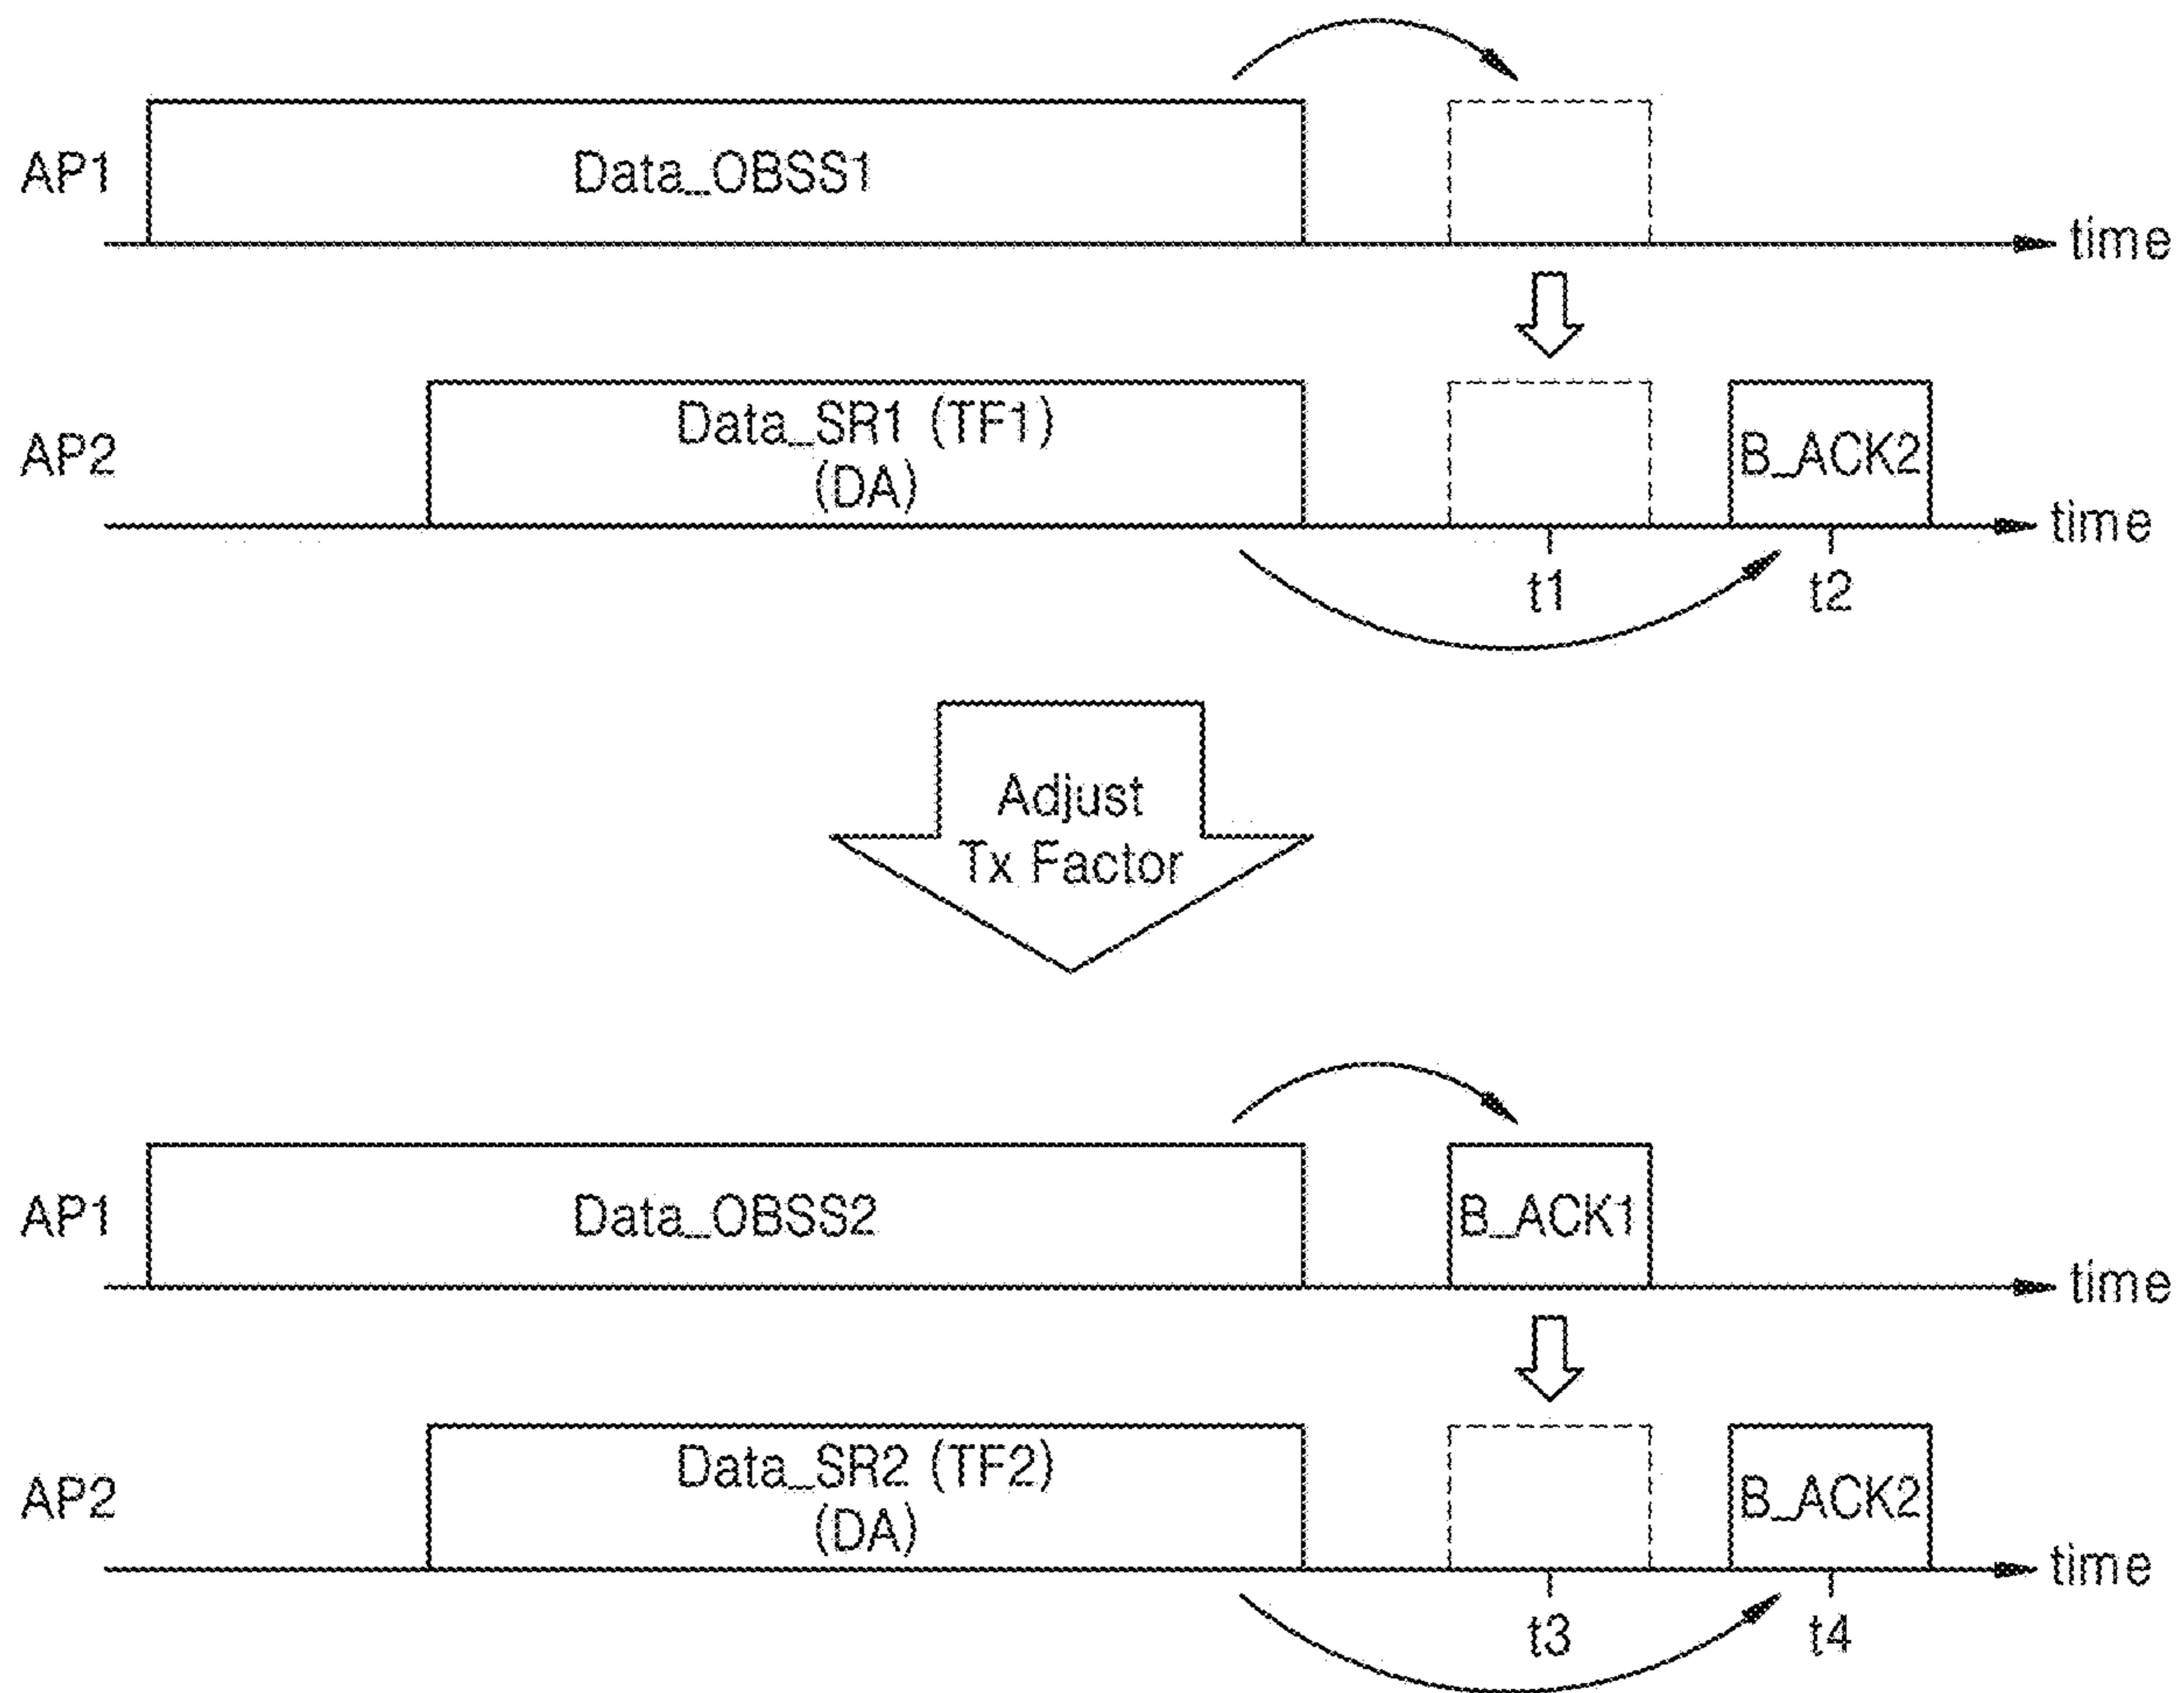 AP1
Data_OBSS1
time
AP2
Data_SR1 (TF1)
(DA)
B_ACK2
time
t1
t2
Adjust
Tx Factor
AP1
Data_OBSS2
B_ACK1
time
AP2
Data_SR2 (TF2)
(DA)
B_ACK2
time
t3
t4